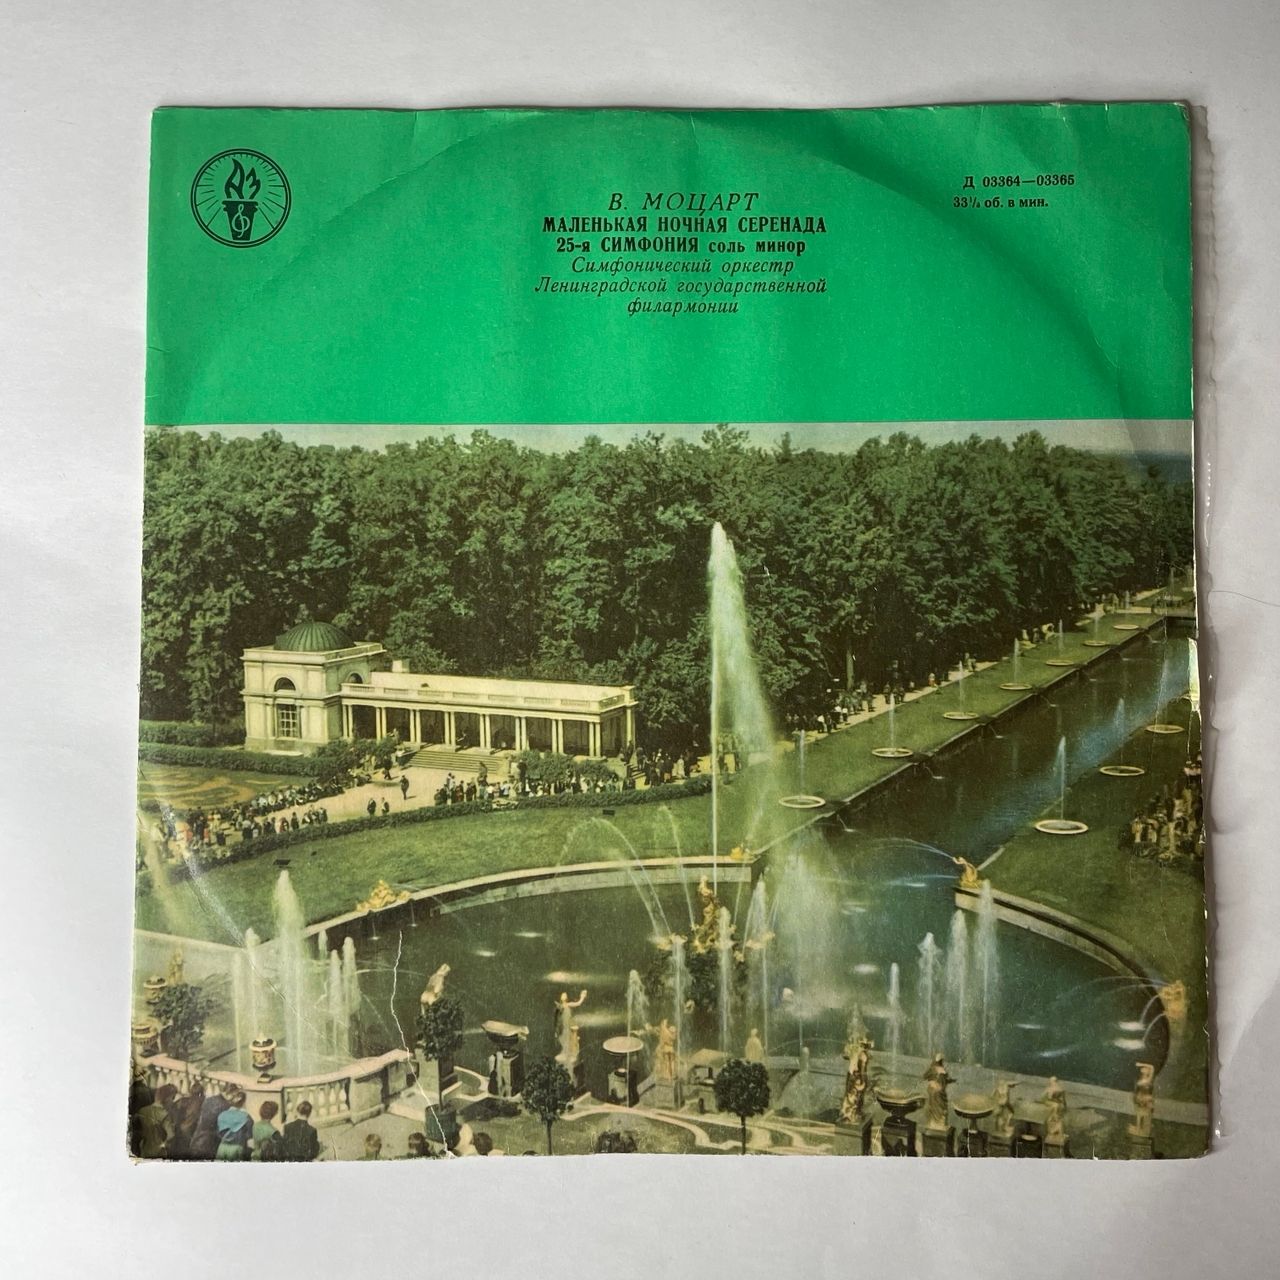 ДЗ
Д 03364—03365
33⅓ об. в мин.
В. МОЦАРТ
МАЛЕНЬКАЯ НОЧНАЯ СЕРЕНАДА
25-я СИМФОНИЯ соль минор
Симфонический оркестр
Ленинградской государственной
филармонии